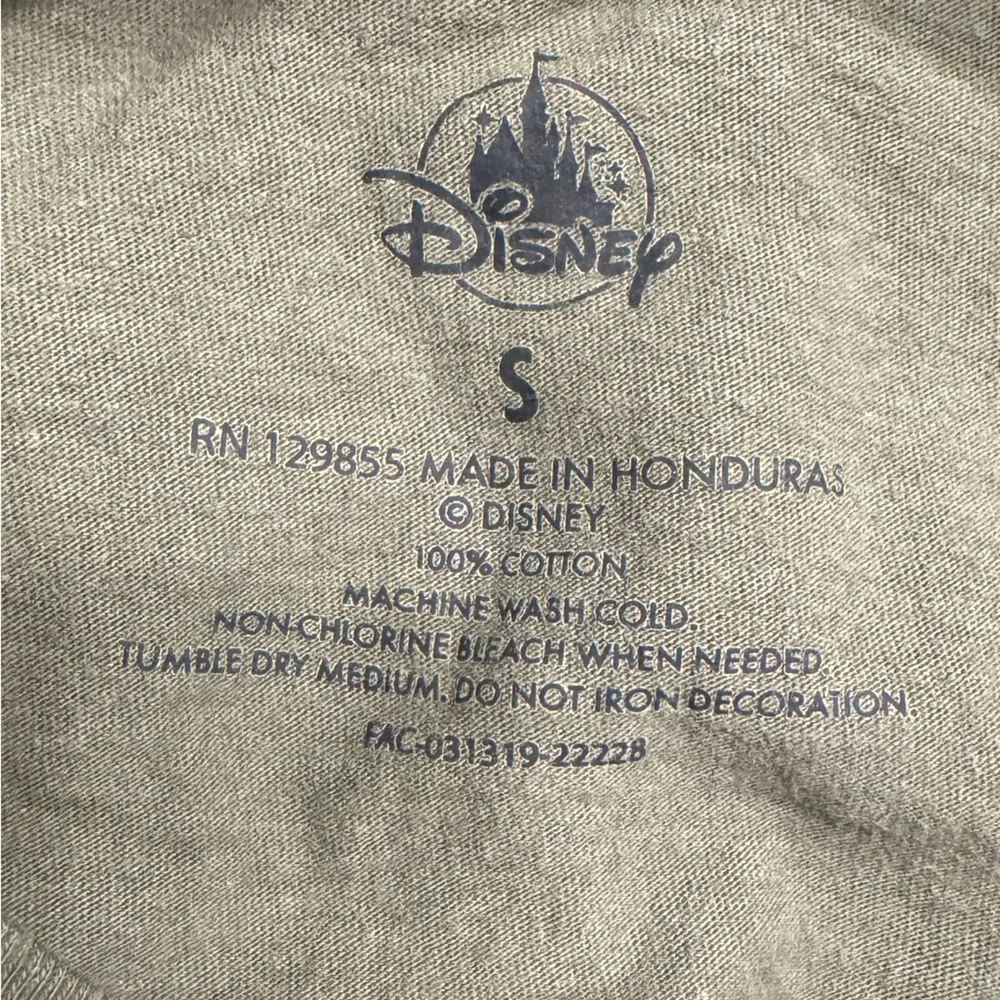 Disney
S
RN 129855 MADE IN HONDURAS
© DISNEY
100% COTTON
MACHINE WASH COLD.
NON-CHLORINE BLEACH WHEN NEEDED.
TUMBLE DRY MEDIUM. DO NOT IRON DECORATION.
FAC-031319-22228